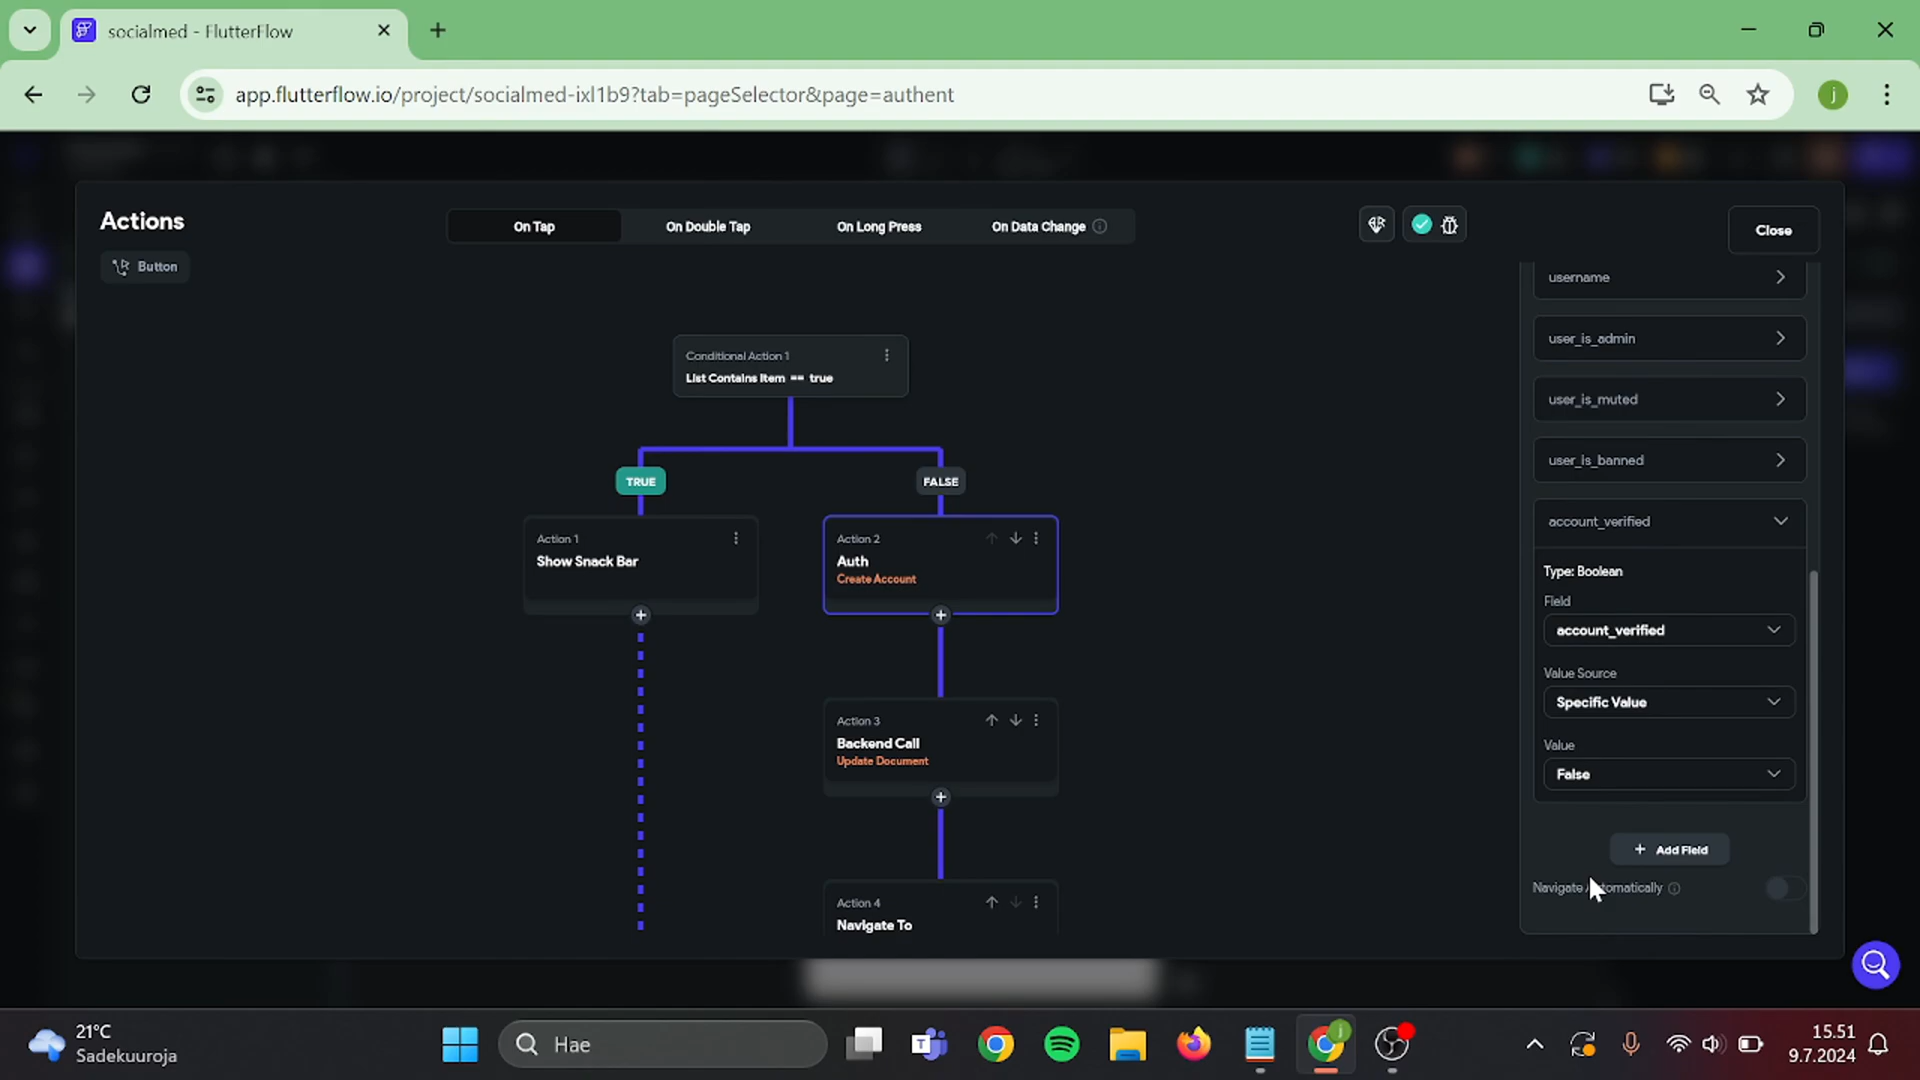 socialmed - FlutterFlow
app.flutterflow.io/project/socialmed-ixl1b9?tab=pageSelector&page=authent
j
Actions
On Tap
On Double Tap
On Long Press
On Data Change
Close
Button
username
Conditional Action 1
List Contains Item == true
user_is_admin
user_is_muted
user_is_banned
TRUE
FALSE
account_verified
Action 1
Show Snack Bar
Action 2
Auth
Create Account
Type: Boolean
Field
account_verified
Value Source
Specific Value
Action 3
Backend Call
Update Document
Value
False
Add Field
Navigate Automatically
Action 4
Navigate To
21°C
Sadekuuroja
Hae
15.51
9.7.2024